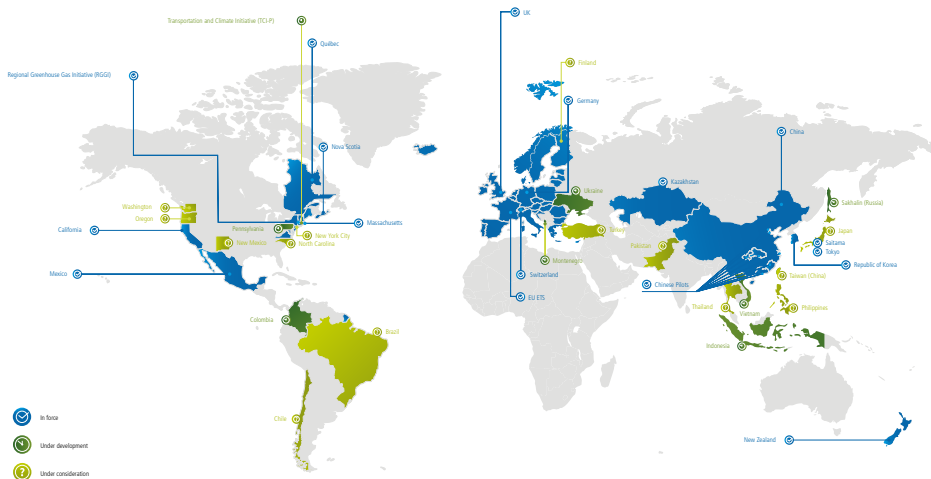 Transportation and Climate Initiative (TCI-P)
UK
Québec
Finland
Regional Greenhouse Gas Initiative (RGGI)
Germany
China
Nova Scotia
Kazakhstan
Ukraine
Sakhalin (Russia)
Washington
Oregon
Massachusetts
California
Pennsylvania
New York City
Turkey
Japan
New Mexico
North Carolina
Pakistan
Saitama
Tokyo
Montenegro
Republic of Korea
Mexico
Switzerland
Taiwan (China)
Chinese Pilots
EU ETS
Thailand
Philippines
Vietnam
Colombia
Brazil
Indonesia
Chile
New Zealand
In force
Under development
Under consideration